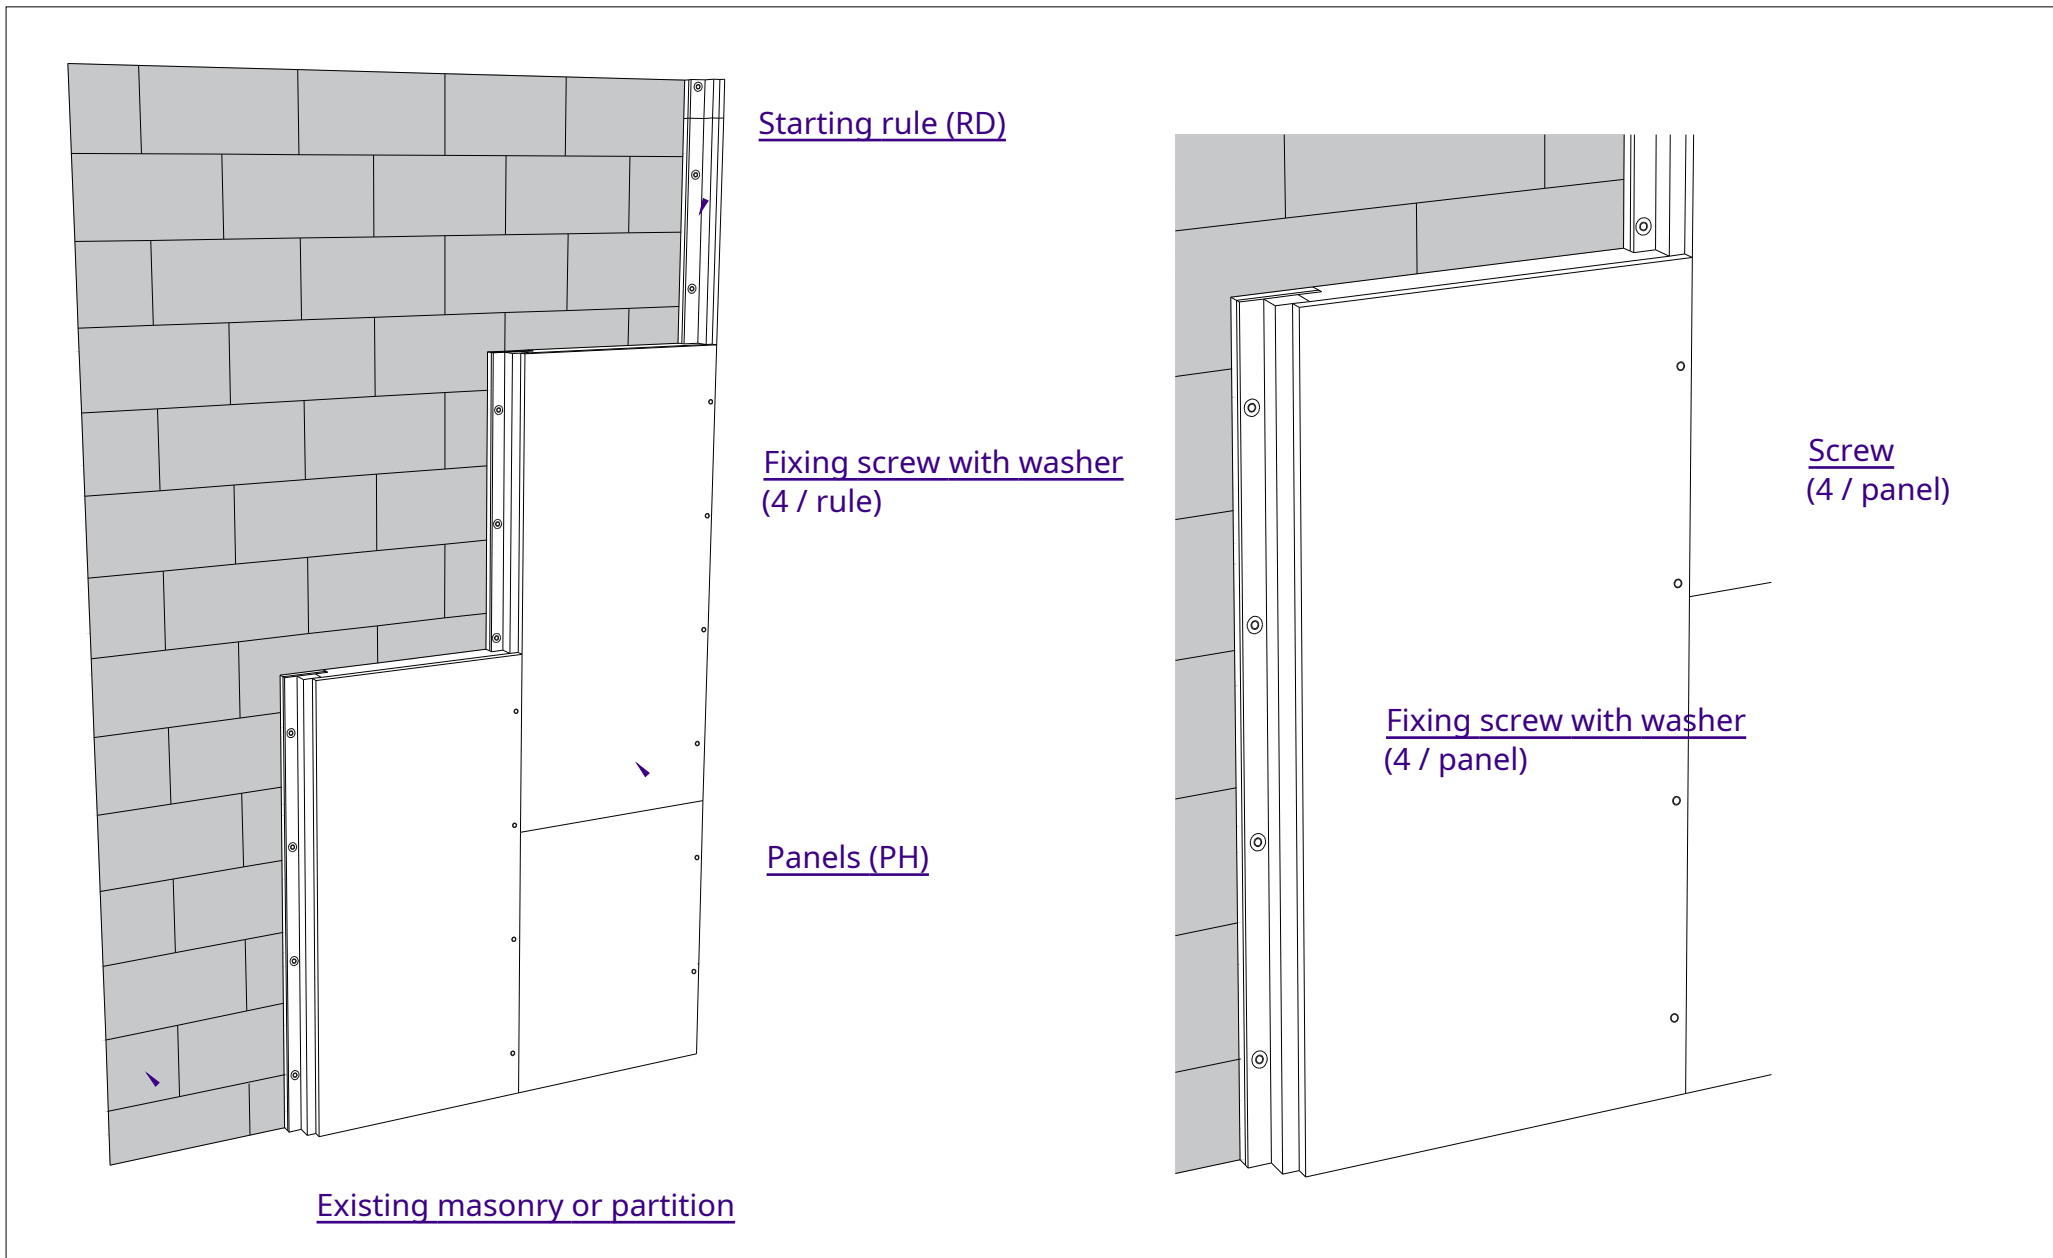 Starting rule (RD)
Fixing screw with washer
(4 / rule)
Panels (PH)
Existing masonry or partition
Screw
(4 / panel)
Fixing screw with washer
(4 / panel)